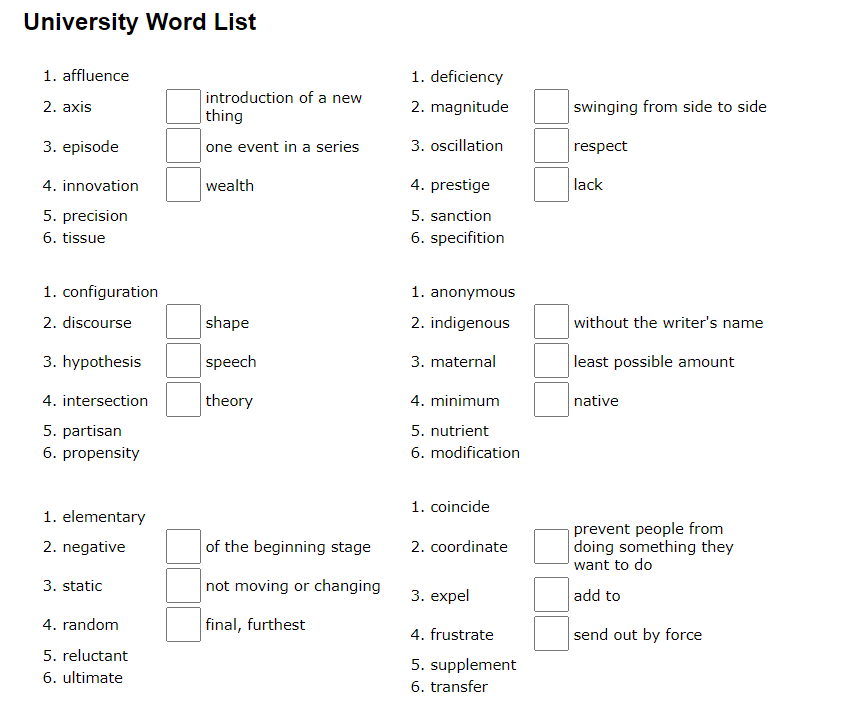 University Word List
1. affluence
2. axis
introduction of a new
thing
3. episode
one event in a series
4. innovation
wealth
5. precision
6. tissue
1. deficiency
2. magnitude
swinging from side to side
3. oscillation
respect
4. prestige
lack
5. sanction
6. specifition
1. configuration
2. discourse
shape
3. hypothesis
speech
4. intersection
theory
5. partisan
6. propensity
1. anonymous
2. indigenous
without the writer's name
3. maternal
least possible amount
4. minimum
native
5. nutrient
6. modification
1. elementary
2. negative
of the beginning stage
3. static
not moving or changing
4. random
final, furthest
5. reluctant
6. ultimate
1. coincide
2. coordinate
prevent people from
doing something they
want to do
3. expel
add to
4. frustrate
send out by force
5. supplement
6. transfer